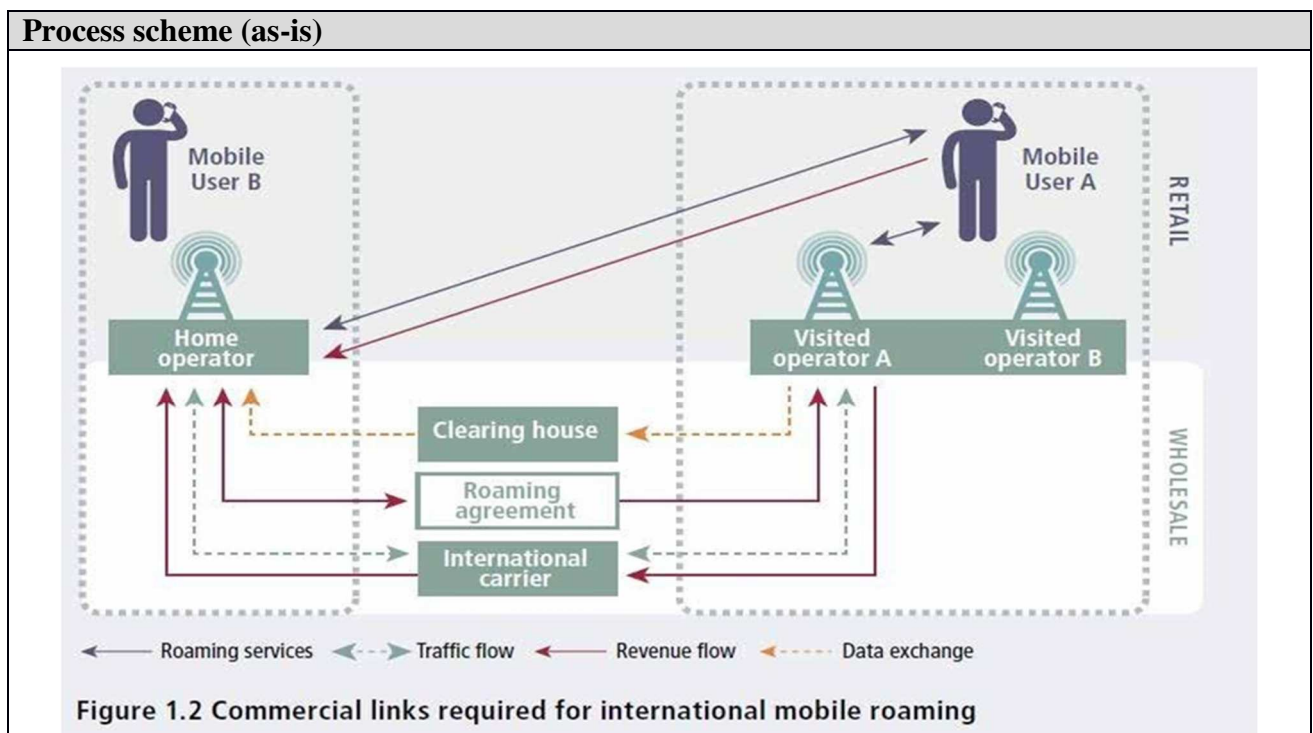 Process scheme (as-is)
Mobile
User B
Mobile
User A
RETAIL
Home
operator
Visited
operator A
Visited
operator B
Clearing house
Roaming
agreement
International
carrier
WHOLESALE
Roaming services
Traffic flow
Revenue flow
Data exchange
Figure 1.2 Commercial links required for international mobile roaming